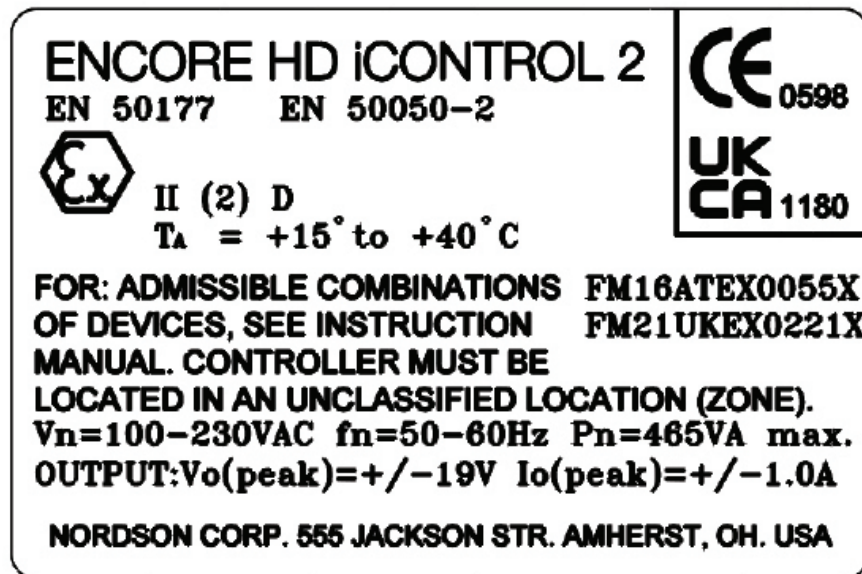 ENCORE HD iCONTROL 2
EN 50177 EN 50050-2
CE 0598
Ex
II (2) D
UK
CA 1180
TA = +15° to +40°C
FOR: ADMISSIBLE COMBINATIONS FM16ATEX0055X
OF DEVICES, SEE INSTRUCTION FM21UKEX0221X
MANUAL. CONTROLLER MUST BE
LOCATED IN AN UNCLASSIFIED LOCATION (ZONE).
Vn=100-230VAC fn=50-60Hz Pn=465VA max.
OUTPUT:Vo(peak)=+/-19V Io(peak)=+/-1.0A
NORDSON CORP. 555 JACKSON STR. AMHERST, OH. USA